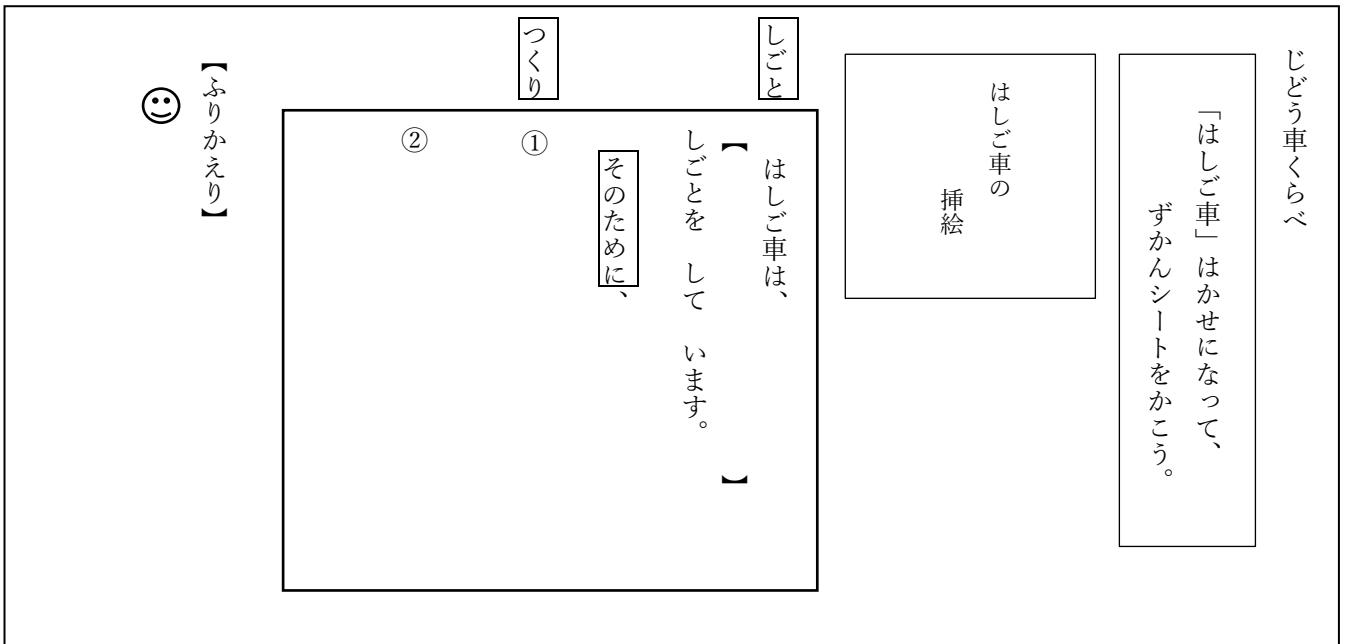 じどう車くらべ
「はしご車」はかせになって、
ずかんシートをかこう。
はしご車の
挿絵
しごと
はしご車は、
【 】
しごとを して います。
そのために、
つくり
①
②
【ふりかえり】